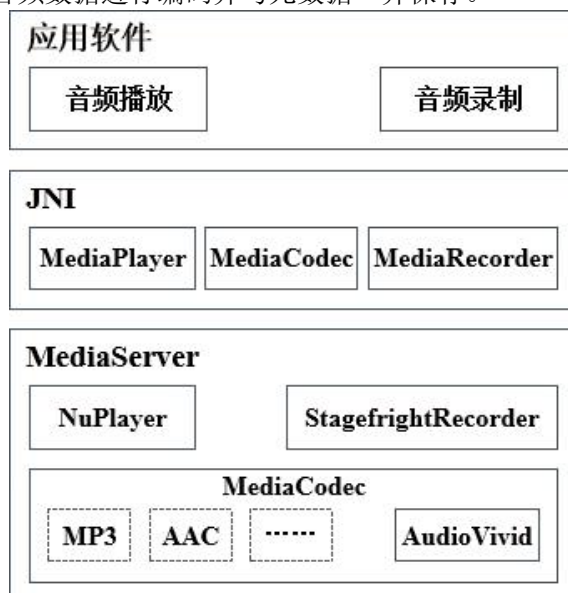 应用软件
音频播放 音频录制
JNI
MediaPlayer MediaCodec MediaRecorder
MediaServer
NuPlayer StagefrightRecorder
MediaCodec
MP3 AAC ...... AudioVivid